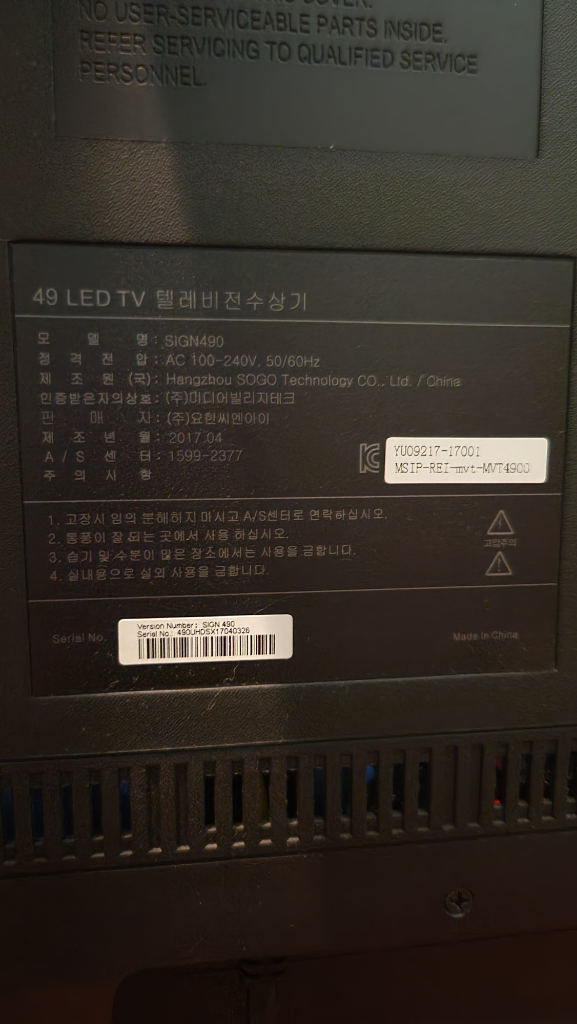 NO USER-SERVICEABLE PARTS INSIDE.
REFER SERVICING TO QUALIFIED SERVICE
PERSONNEL.
49 LED TV 텔레비전수상기
모 델 명 : SIGN490
정 격 전 압 : AC 100-240V, 50/60Hz
제 조 원 (국) : Hangzhou SOGO Technology CO., Ltd. / China
인증받은자의상호 : (주)미디어빌리지테크
판 매 자 : (주)요한씨엔아이
제 조 년 월 : 2017.04
A / S 센 터 : 1599-2377
주 의 사 항
YU09217-17001
MSIP-REI-mvt-MVT4900
1. 고장시 임의 분해하지 마시고 A/S센터로 연락하십시오.
2. 통풍이 잘 되는 곳에서 사용 하십시오.
3. 습기 및 수분이 많은 장소에서는 사용을 금합니다.
4. 실내용으로 실외 사용을 금합니다.
고압주의
Serial No.
Version Number : SIGN 490
Serial No.: 490UHDSX17040326
Made in China